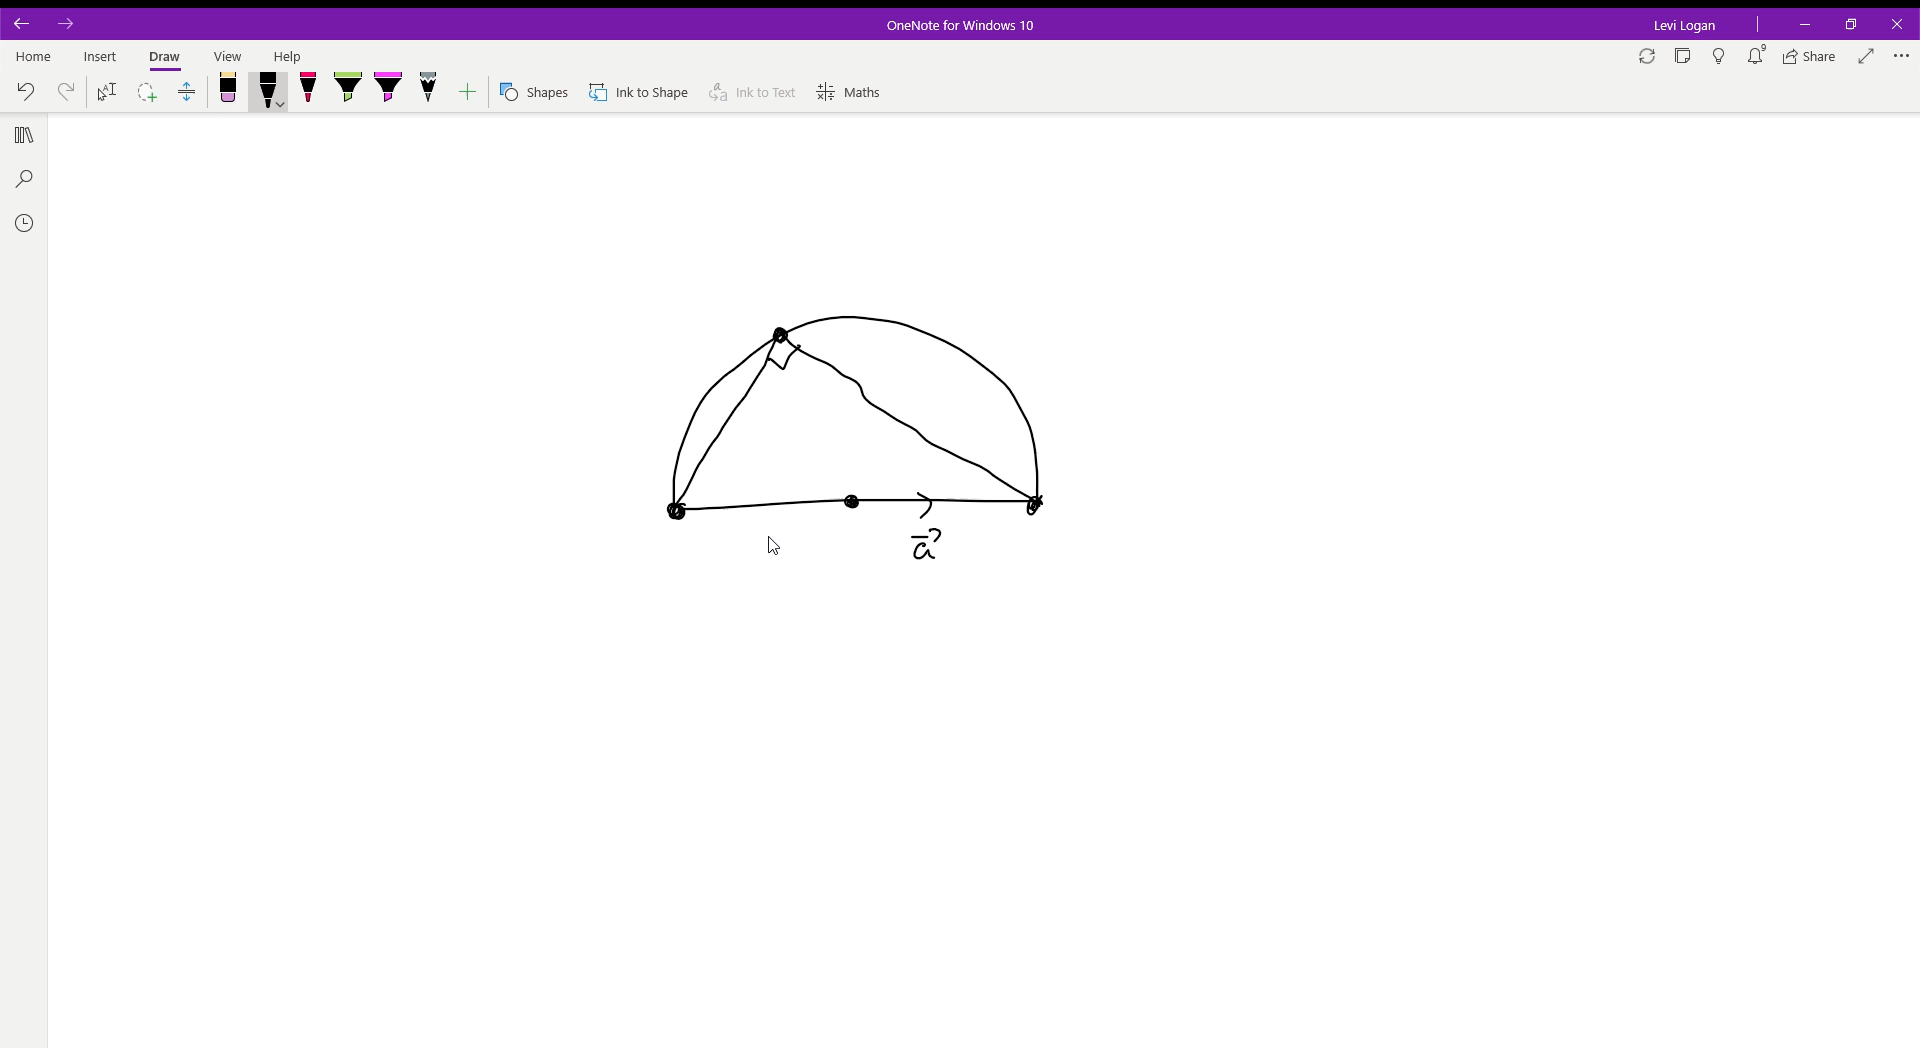 OneNote for Windows 10
Levi Logan
Home Insert Draw View Help
9
Share
Shapes Ink to Shape Ink to Text Maths
a⃗